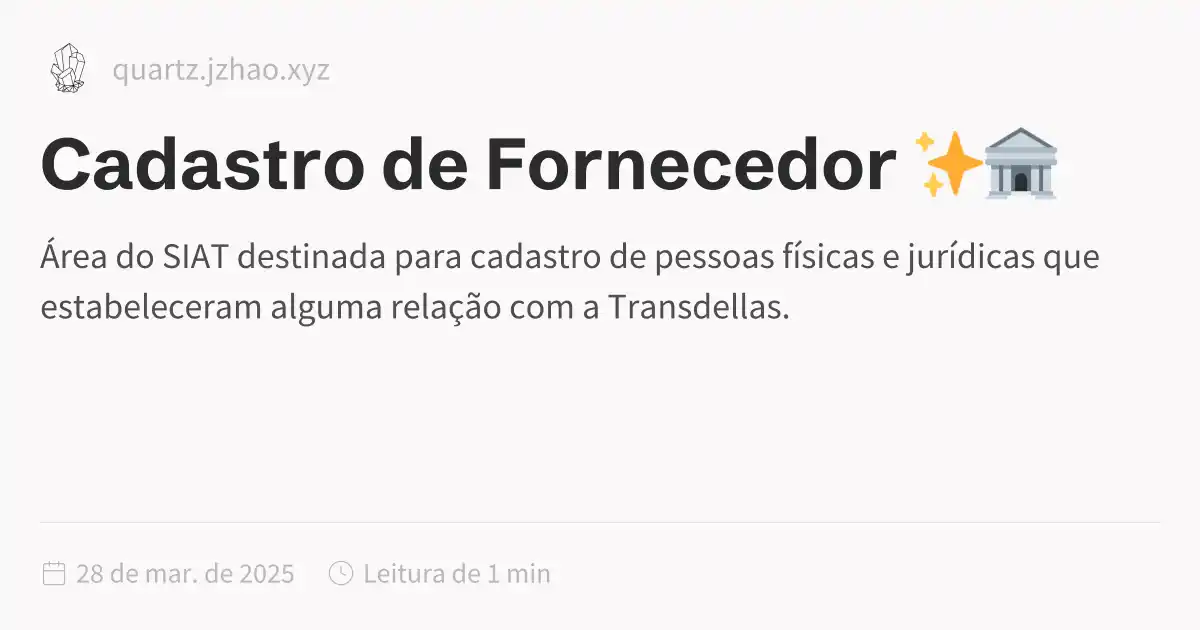 quartz.jzhao.xyz
Cadastro de Fornecedor ✨🏛️
Área do SIAT destinada para cadastro de pessoas físicas e jurídicas que
estabeleceram alguma relação com a Transdellas.
28 de mar. de 2025 Leitura de 1 min